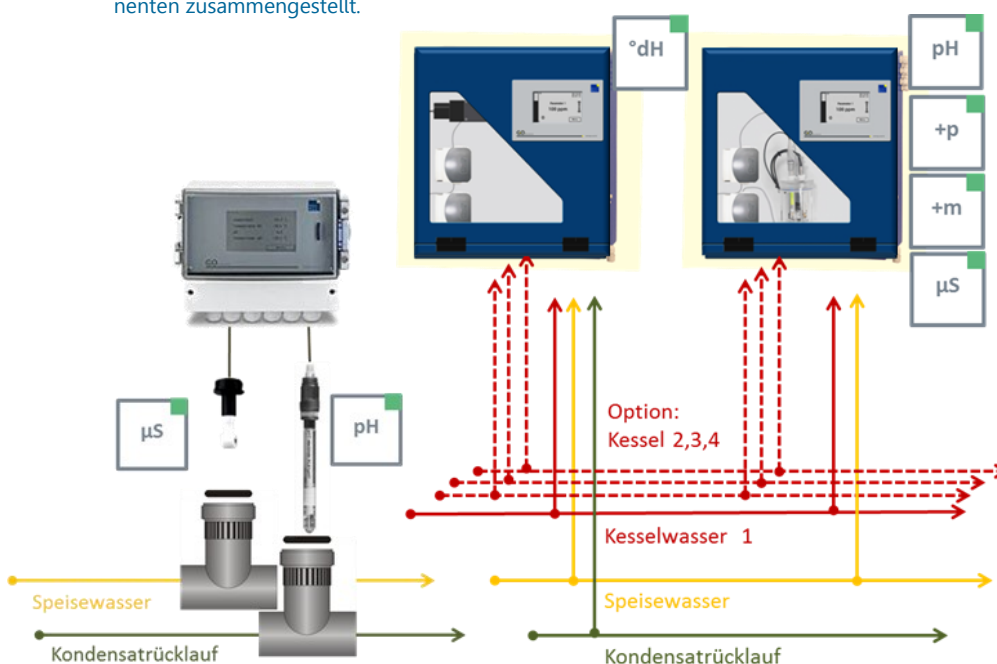 nenten zusammengestellt.
°dH
pH
+p
+m
µS
µS
pH
Option:
Kessel 2,3,4
Kesselwasser 1
Speisewasser
Kondensatrücklauf
Speisewasser
Kondensatrücklauf